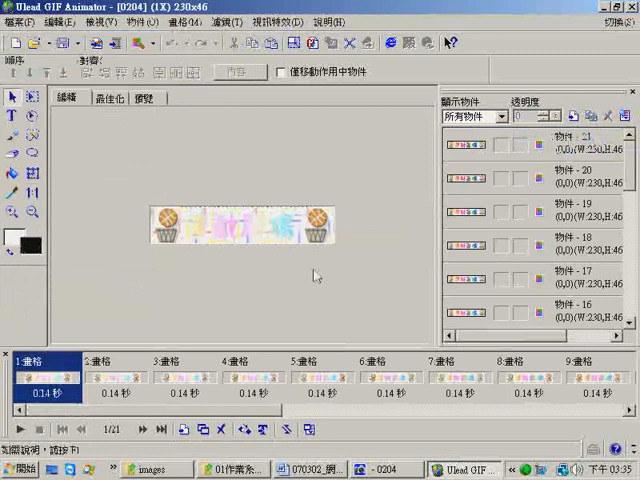 Ulead GIF Animator - [0204] (1X) 230x46
檔案(F) 編輯(E) 檢視(V) 物件(O) 畫格(M) 濾鏡(T) 視訊特效(D) 說明(H) 切換(S)
順序 對齊
內容 僅移動作用中物件
編輯 最佳化 預覽
顯示物件 透明度
所有物件 0
物件 - 21
(0,0)(W:230,H:46
物件 - 20
(0,0)(W:230,H:46
物件 - 19
(0,0)(W:230,H:46
物件 - 18
(0,0)(W:230,H:46
物件 - 17
(0,0)(W:230,H:46
物件 - 16
(0,0)(W:230,H:46
1:畫格 2:畫格 3:畫格 4:畫格 5:畫格 6:畫格 7:畫格 8:畫格 9:畫格
0.14 秒 0.14 秒 0.14 秒 0.14 秒 0.14 秒 0.14 秒 0.14 秒 0.14 秒 0.14 秒
1/21
如需說明，請按下1
開始 images 01作業系... 070302_網... - 0204 Ulead GIF ... 下午 03:35